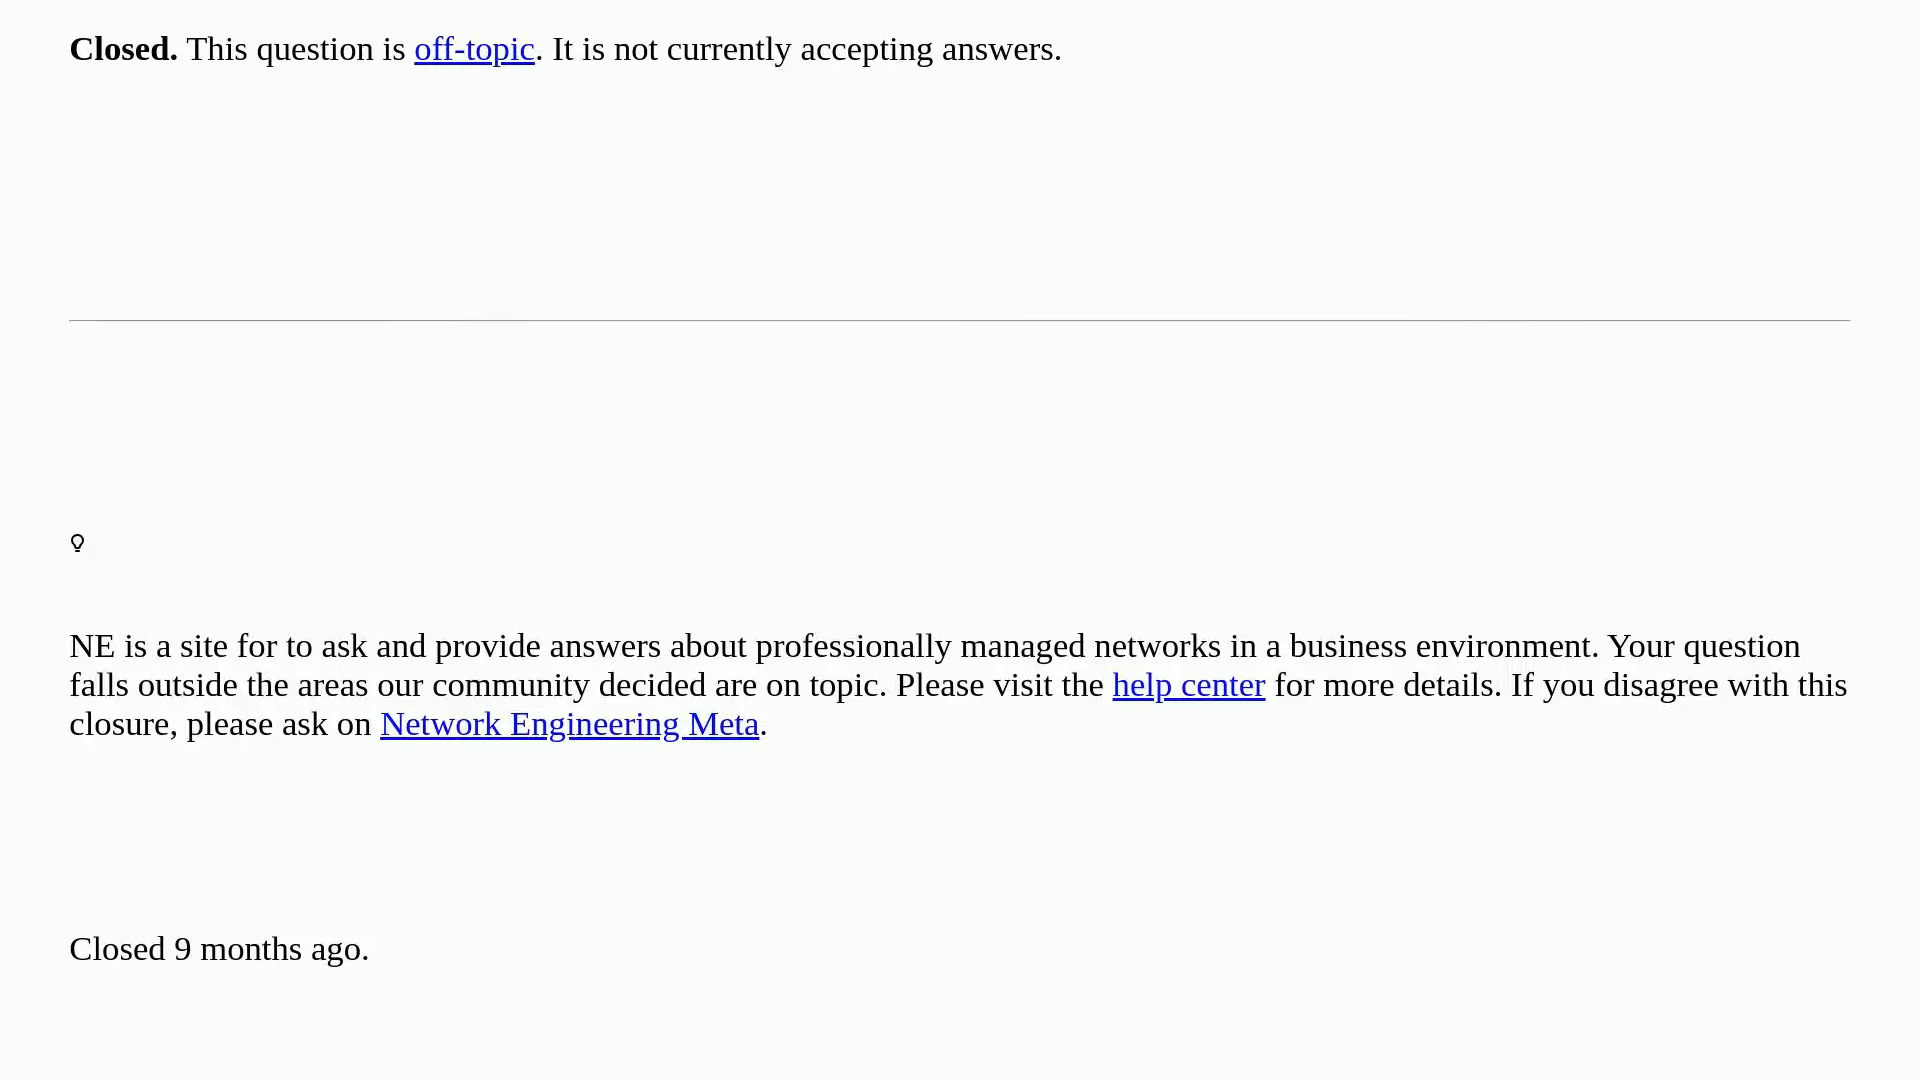 Closed. This question is off-topic. It is not currently accepting answers.
NE is a site for to ask and provide answers about professionally managed networks in a business environment. Your question
falls outside the areas our community decided are on topic. Please visit the help center for more details. If you disagree with this
closure, please ask on Network Engineering Meta.
Closed 9 months ago.